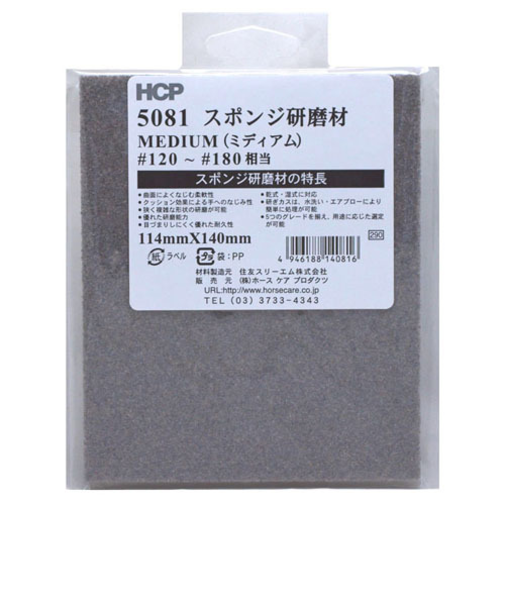 HCP
5081 スポンジ研磨材
MEDIUM (ミディアム)
#120 ~ #180 相当
スポンジ研磨材の特長
•曲面によくなじむ柔軟性
•クッション効果による手へのなじみ性
•狭く複雑な形状の研磨が可能
•優れた研磨能力
•目づまりしにくく優れた耐久性
•乾式・湿式に対応
•研ぎカスは、水洗い・エアブローにより
簡単に処理が可能
•5つのグレードを揃え、用途に応じた選定
が可能
114mmX140mm
290
紙 ラベル プラ 袋:PP
4 946188 140816
材料製造元 住友スリーエム株式会社
販売元 (株)ホース ケア プロダクツ
URL:http://www.horsecare.co.jp
TEL (03) 3733-4343